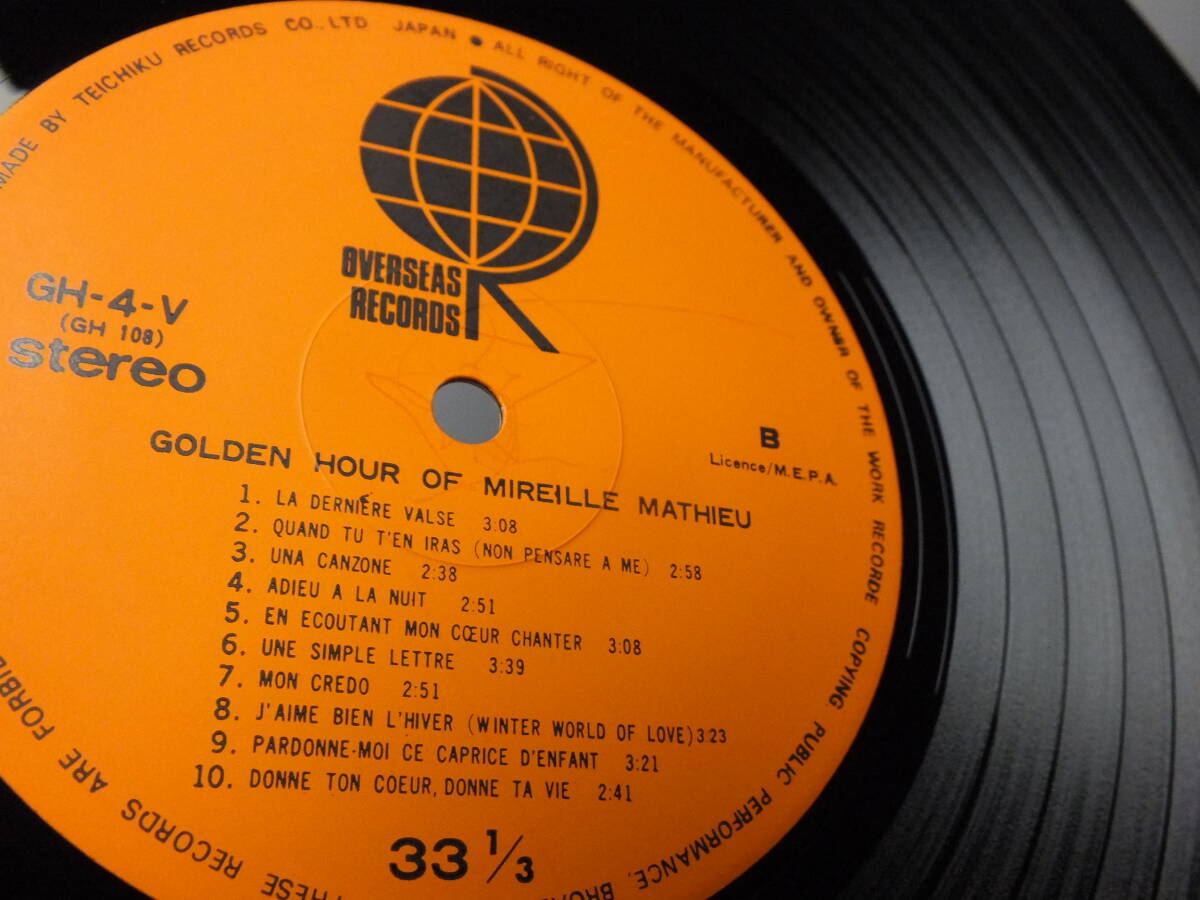 MADE BY TEICHIKU RECORDS CO., LTD JAPAN ● ALL RIGHT OF THE MANUFACTURER AND OWNER OF THE WORK RECORDE COPYING PUBLIC PERFORMANCE,
THESE RECORDS ARE
OVERSEAS
RECORDS
GH-4-V
(GH 108)
stereo
B
Licence/M.E.P.A.
GOLDEN HOUR OF MIREILLE MATHIEU
1. LA DERNIÈRE VALSE 3:08
2. QUAND TU T'EN IRAS (NON PENSARE A ME) 2:58
3. UNA CANZONE 2:38
4. ADIEU A LA NUIT 2:51
5. EN ECOUTANT MON CŒUR CHANTER 3:08
6. UNE SIMPLE LETTRE 3:39
7. MON CREDO 2:51
8. J'AIME BIEN L'HIVER (WINTER WORLD OF LOVE) 3:23
9. PARDONNE-MOI CE CAPRICE D'ENFANT 3:21
10. DONNE TON COEUR, DONNE TA VIE 2:41
33 1/3